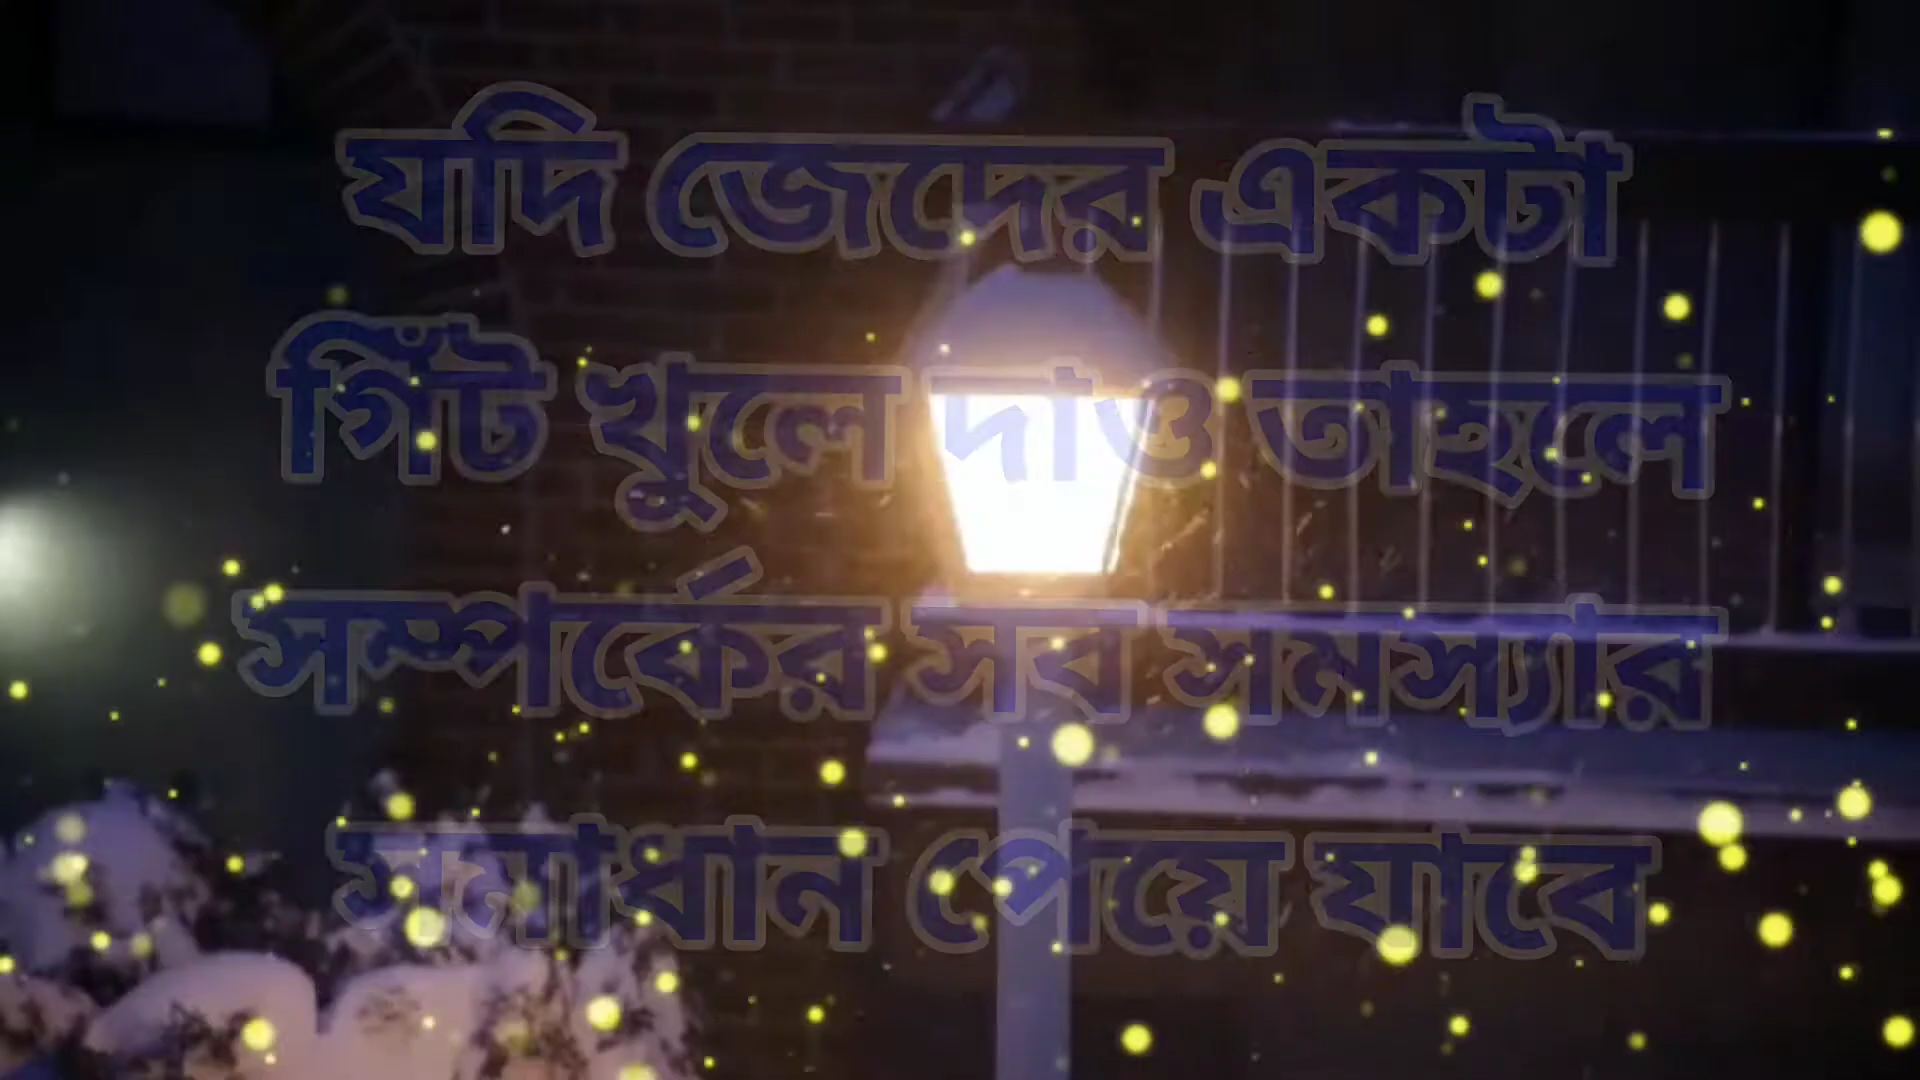 যদি জেদের একটা
গিঁট খুলে দাও তাহলে
সম্পর্কের সব সমস্যার
সমাধান পেয়ে যাবে